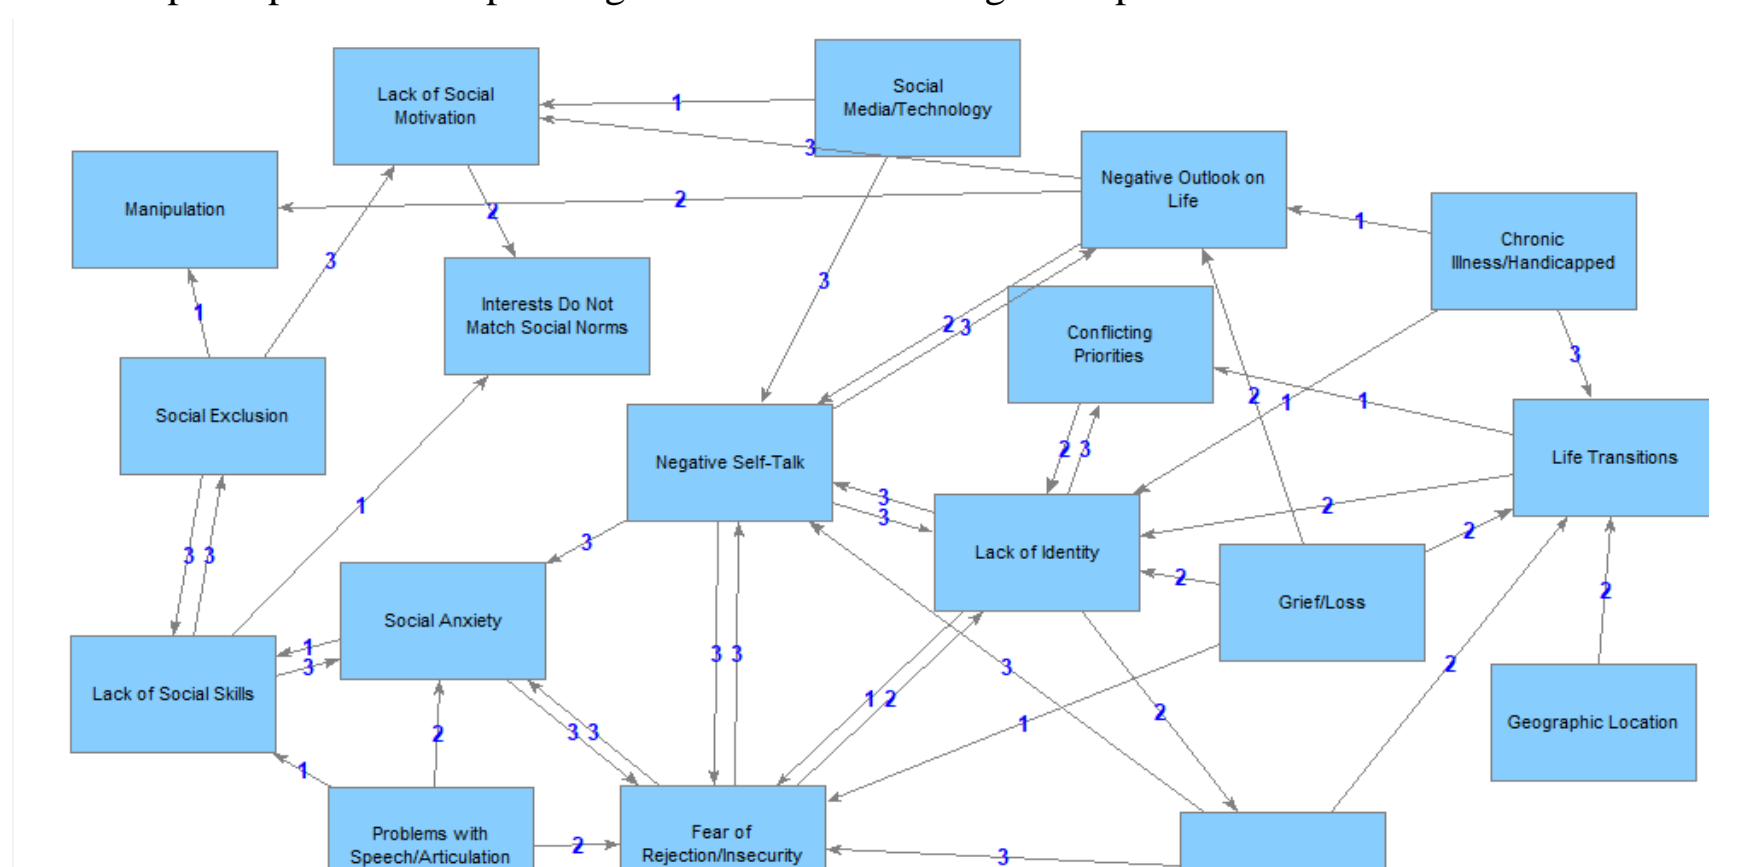 Lack of Social
Motivation
Social
Media/Technology
1
3
Manipulation
2
2
Negative Outlook on
Life
1
Chronic
Illness/Handicapped
3
3
Interests Do Not
Match Social Norms
1
2
3
Conflicting
Priorities
3
Social Exclusion
2
1
1
Life Transitions
Negative Self-Talk
2
3
3
3
2
1
3
3
3
3
2
Lack of Identity
2
Grief/Loss
2
Social Anxiety
1
3
3
3
3
2
Lack of Social Skills
1
2
2
1
Geographic Location
2
3
3
1
Problems with
Speech/Articulation
2
Fear of
Rejection/Insecurity
3